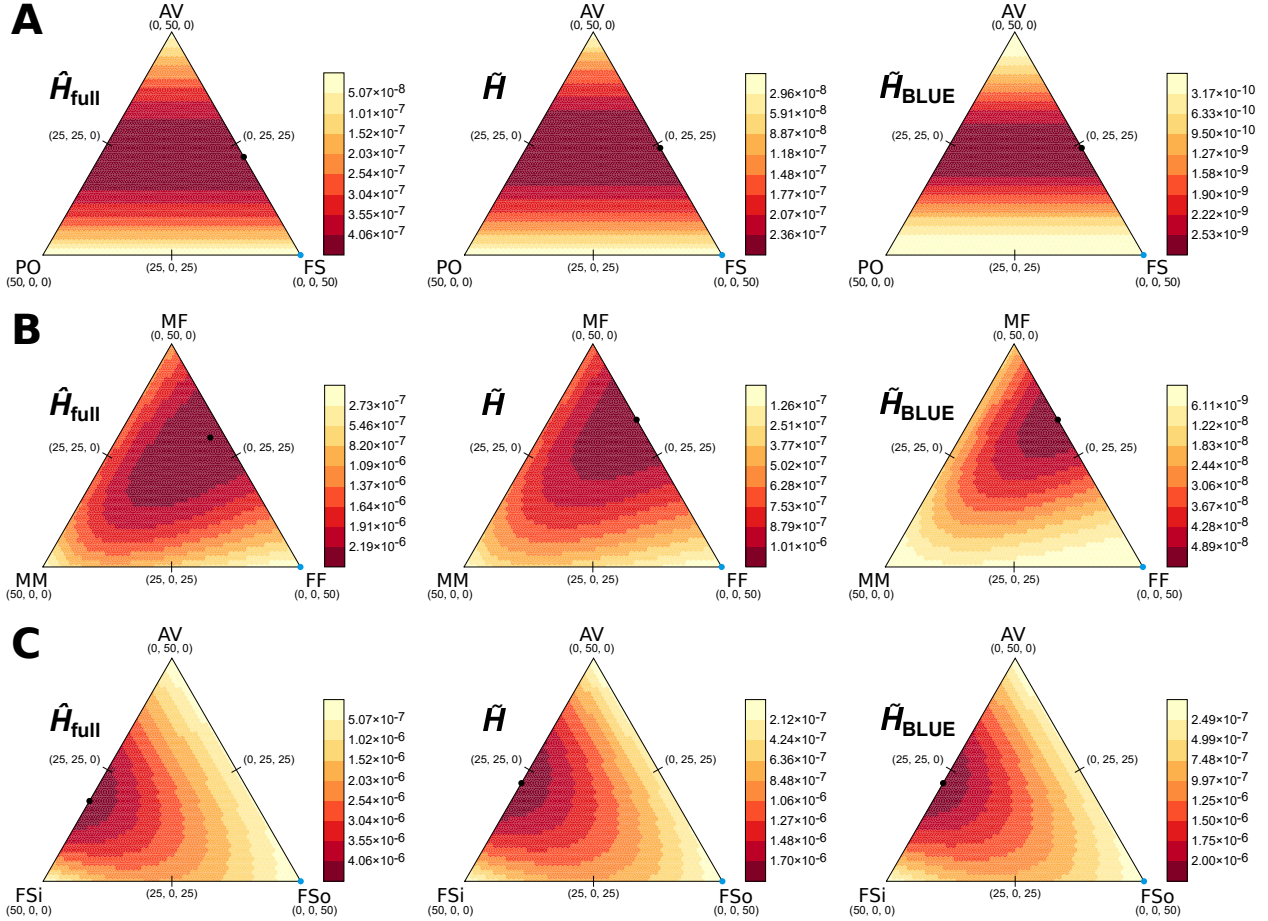 A
AV
(0, 50, 0)
Ĥfull
(25, 25, 0)
(0, 25, 25)
PO
(50, 0, 0)
(25, 0, 25)
FS
(0, 0, 50)
5.07×10-8
1.01×10-7
1.52×10-7
2.03×10-7
2.54×10-7
3.04×10-7
3.55×10-7
4.06×10-7
AV
(0, 50, 0)
H̃
(25, 25, 0)
(0, 25, 25)
PO
(50, 0, 0)
(25, 0, 25)
FS
(0, 0, 50)
2.96×10-8
5.91×10-8
8.87×10-8
1.18×10-7
1.48×10-7
1.77×10-7
2.07×10-7
2.36×10-7
AV
(0, 50, 0)
H̃BLUE
(25, 25, 0)
(0, 25, 25)
PO
(50, 0, 0)
(25, 0, 25)
FS
(0, 0, 50)
3.17×10-10
6.33×10-10
9.50×10-10
1.27×10-9
1.58×10-9
1.90×10-9
2.22×10-9
2.53×10-9
B
MF
(0, 50, 0)
Ĥfull
(25, 25, 0)
(0, 25, 25)
MM
(50, 0, 0)
(25, 0, 25)
FF
(0, 0, 50)
2.73×10-7
5.46×10-7
8.20×10-7
1.09×10-6
1.37×10-6
1.64×10-6
1.91×10-6
2.19×10-6
MF
(0, 50, 0)
H̃
(25, 25, 0)
(0, 25, 25)
MM
(50, 0, 0)
(25, 0, 25)
FF
(0, 0, 50)
1.26×10-7
2.51×10-7
3.77×10-7
5.02×10-7
6.28×10-7
7.53×10-7
8.79×10-7
1.01×10-6
MF
(0, 50, 0)
H̃BLUE
(25, 25, 0)
(0, 25, 25)
MM
(50, 0, 0)
(25, 0, 25)
FF
(0, 0, 50)
6.11×10-9
1.22×10-8
1.83×10-8
2.44×10-8
3.06×10-8
3.67×10-8
4.28×10-8
4.89×10-8
C
AV
(0, 50, 0)
Ĥfull
(25, 25, 0)
(0, 25, 25)
FSi
(50, 0, 0)
(25, 0, 25)
FSo
(0, 0, 50)
5.07×10-7
1.02×10-6
1.52×10-6
2.03×10-6
2.54×10-6
3.04×10-6
3.55×10-6
4.06×10-6
AV
(0, 50, 0)
H̃
(25, 25, 0)
(0, 25, 25)
FSi
(50, 0, 0)
(25, 0, 25)
FSo
(0, 0, 50)
2.12×10-7
4.24×10-7
6.36×10-7
8.48×10-7
1.06×10-6
1.27×10-6
1.48×10-6
1.70×10-6
AV
(0, 50, 0)
H̃BLUE
(25, 25, 0)
(0, 25, 25)
FSi
(50, 0, 0)
(25, 0, 25)
FSo
(0, 0, 50)
2.49×10-7
4.99×10-7
7.48×10-7
9.97×10-7
1.25×10-6
1.50×10-6
1.75×10-6
2.00×10-6